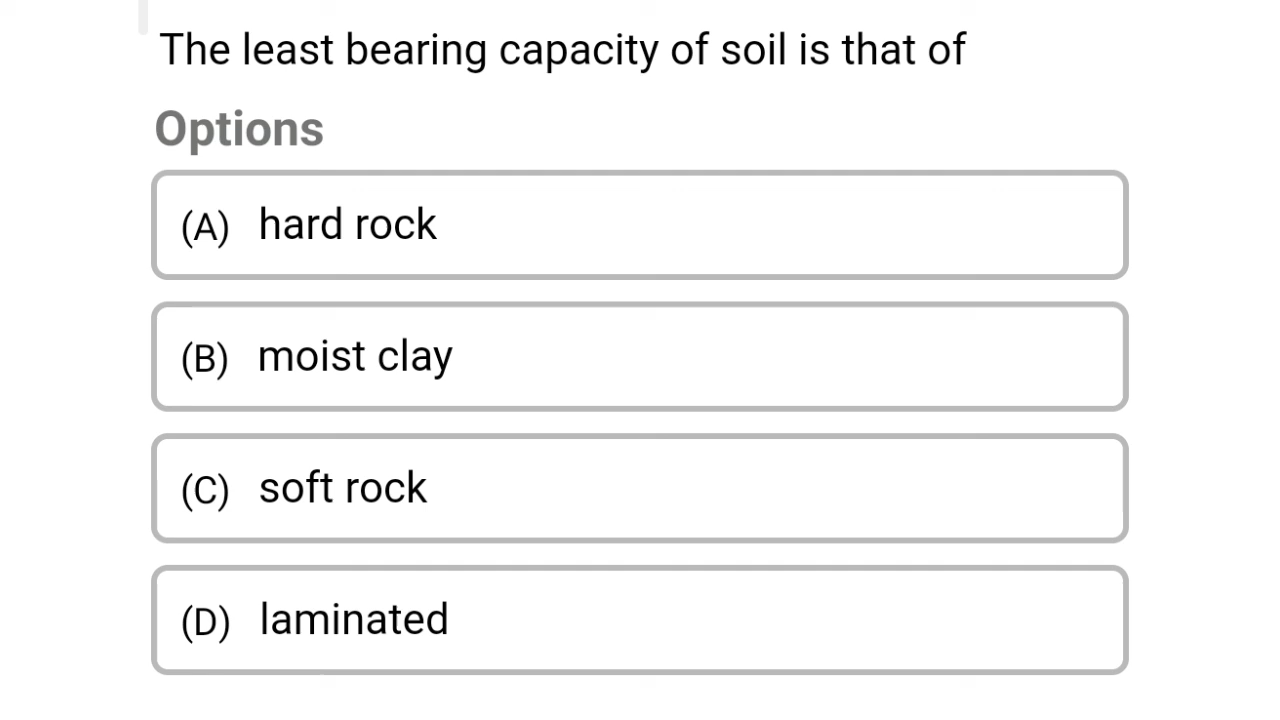 The least bearing capacity of soil is that of
Options
(A) hard rock
(B) moist clay
(C) soft rock
(D) laminated